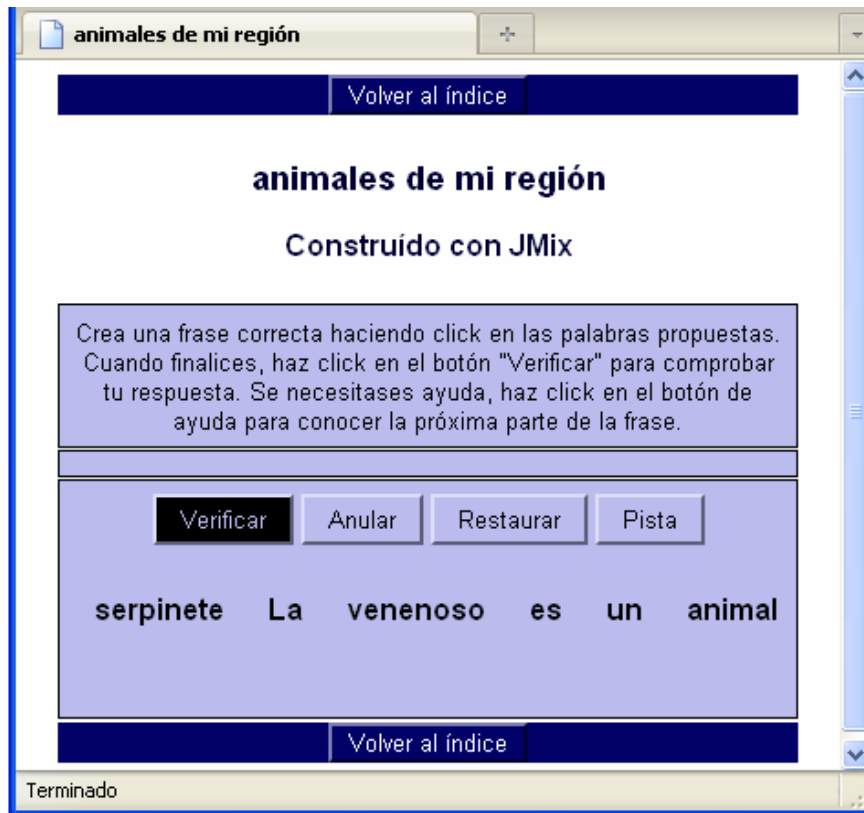 animales de mi región
Volver al índice
animales de mi región
Construído con JMix
Crea una frase correcta haciendo click en las palabras propuestas.
Cuando finalices, haz click en el botón "Verificar" para comprobar
tu respuesta. Se necesitases ayuda, haz click en el botón de
ayuda para conocer la próxima parte de la frase.
Verificar Anular Restaurar Pista
serpinete La venenoso es un animal
Volver al índice
Terminado